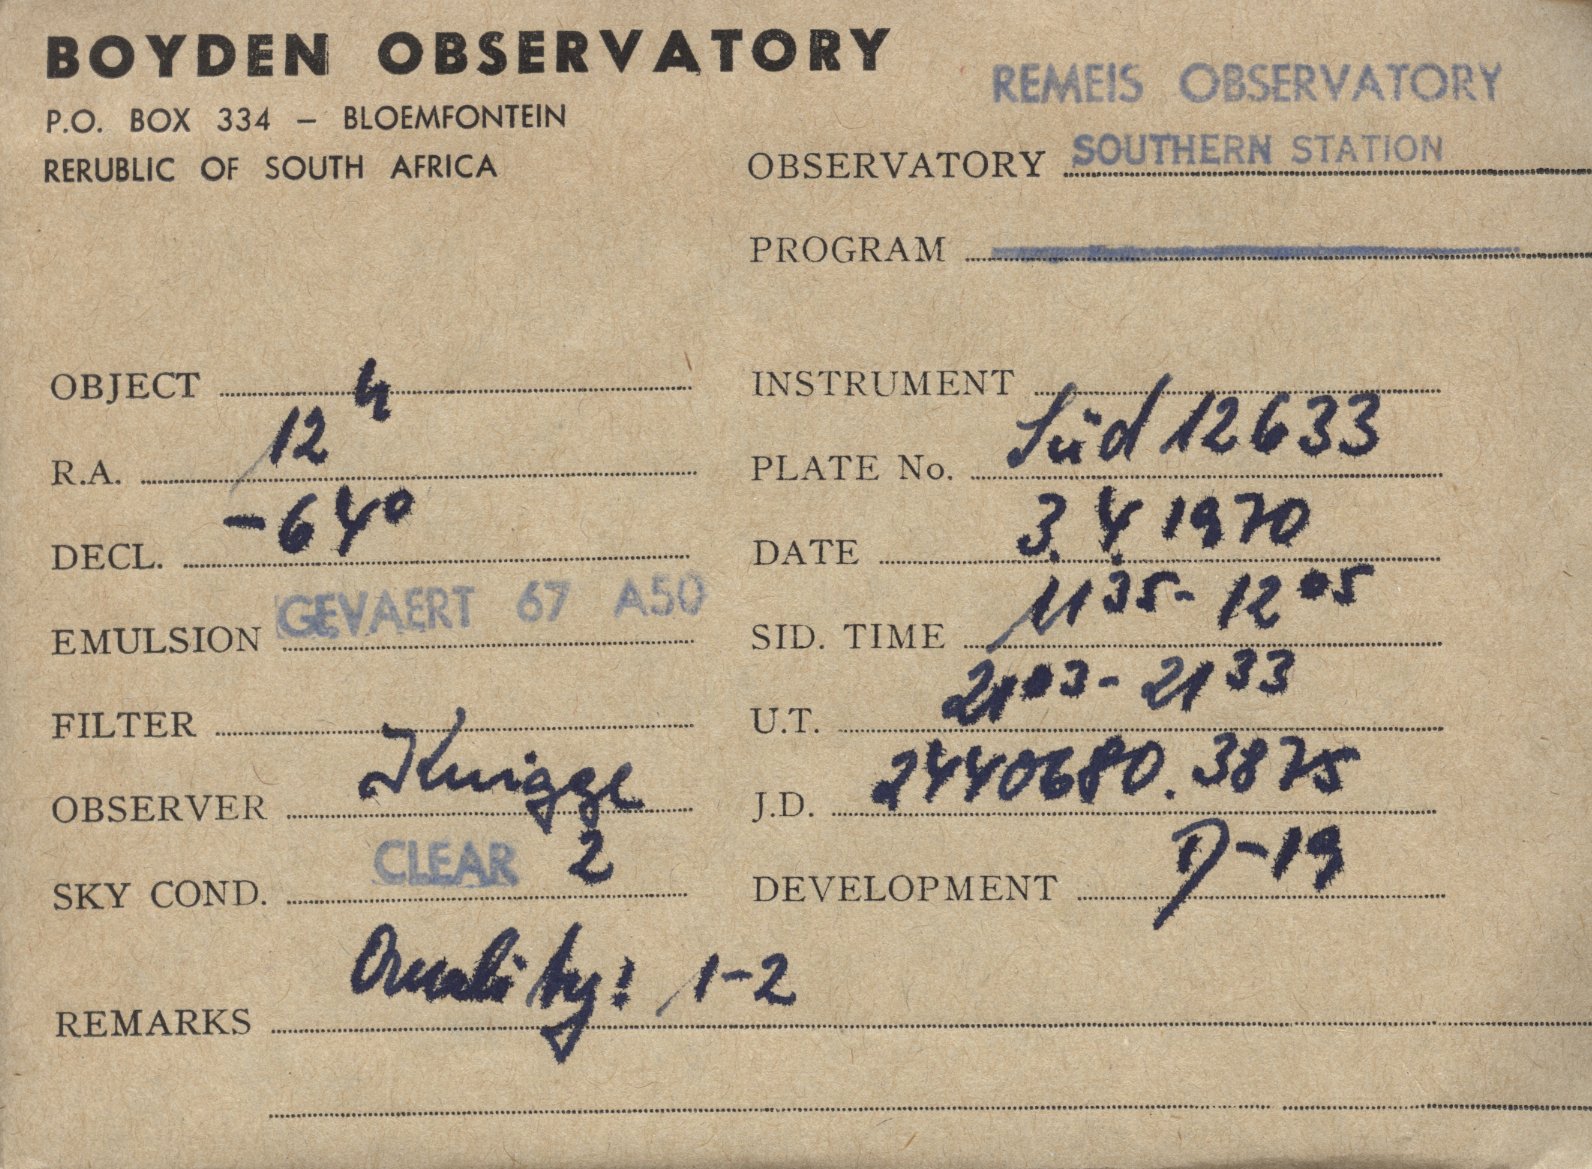 BOYDEN OBSERVATORY
P.O. BOX 334 – BLOEMFONTEIN
RERUBLIC OF SOUTH AFRICA
REMEIS OBSERVATORY
OBSERVATORY SOUTHERN STATION
PROGRAM
OBJECT
R.A. 12h
DECL. -64°
EMULSION GEVAERT 67 A50
FILTER
OBSERVER Knigge
SKY COND. CLEAR 2
INSTRUMENT
PLATE No. Süd 12633
DATE 3.4.1970
SID. TIME 11 35 - 12 05
U.T. 21 03 - 21 33
J.D. 2440680.3875
DEVELOPMENT D-19
REMARKS Quality: 1-2